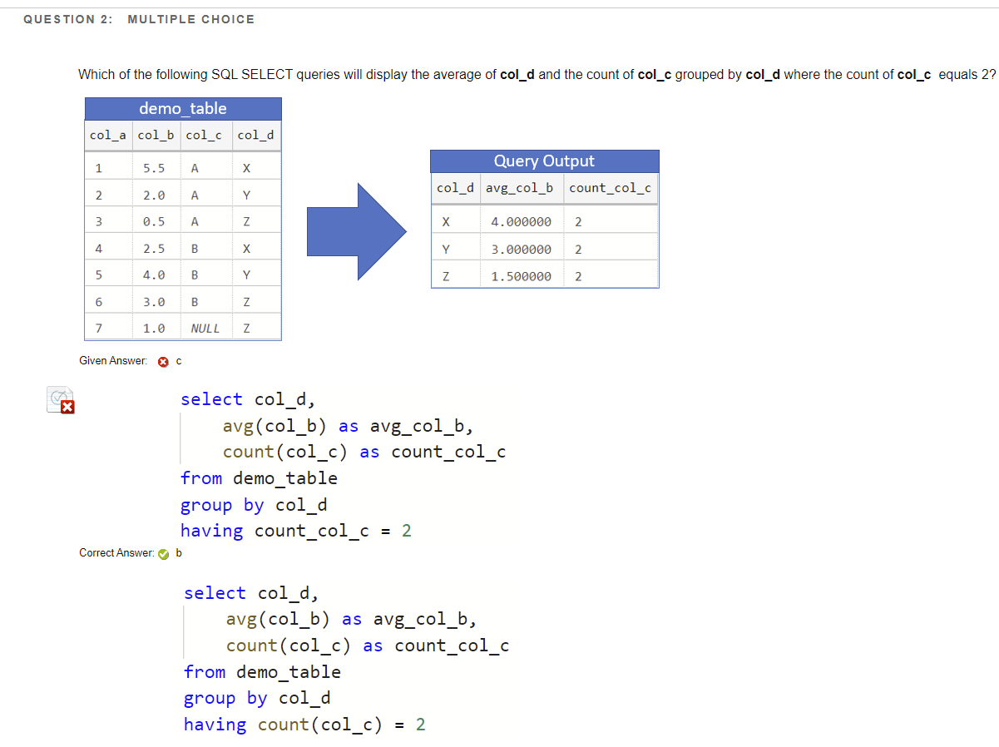 QUESTION 2: MULTIPLE CHOICE
Which of the following SQL SELECT queries will display the average of col_d and the count of col_c grouped by col_d where the count of col_c equals 2?
demo_table
col_a col_b col_c col_d
1 5.5 A X
2 2.0 A Y
3 0.5 A Z
4 2.5 B X
5 4.0 B Y
6 3.0 B Z
7 1.0 NULL Z
Query Output
col_d avg_col_b count_col_c
X 4.000000 2
Y 3.000000 2
Z 1.500000 2
Given Answer: c
select col_d,
avg(col_b) as avg_col_b,
count(col_c) as count_col_c
from demo_table
group by col_d
having count_col_c = 2
Correct Answer: b
select col_d,
avg(col_b) as avg_col_b,
count(col_c) as count_col_c
from demo_table
group by col_d
having count(col_c) = 2